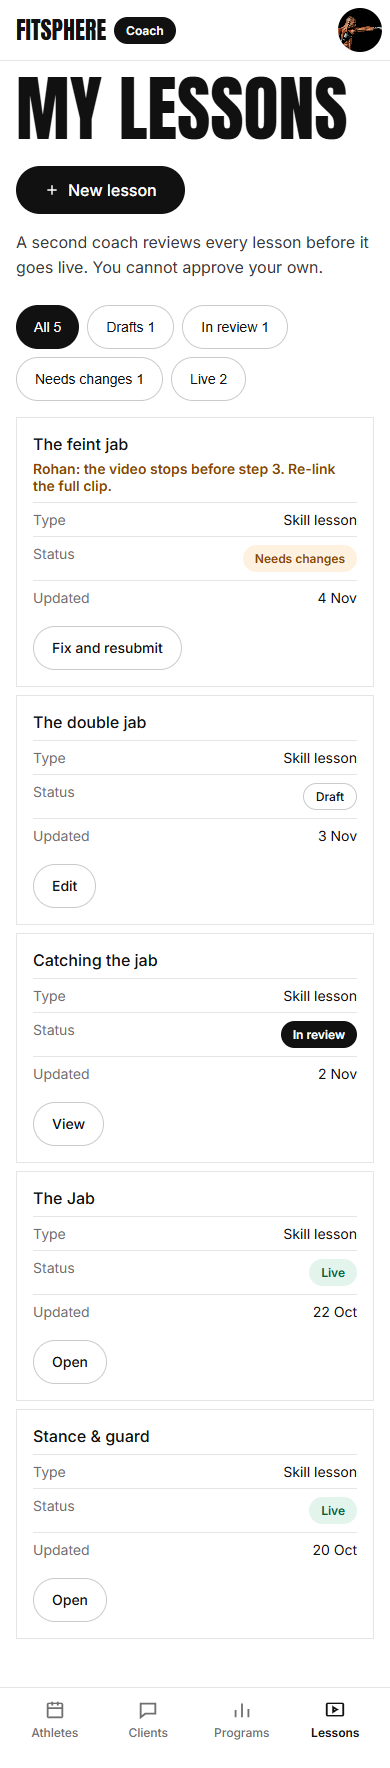 FITSPHERE Coach
MY LESSONS
+ New lesson
A second coach reviews every lesson before it
goes live. You cannot approve your own.
All 5 Drafts 1 In review 1
Needs changes 1 Live 2
The feint jab
Rohan: the video stops before step 3. Re-link
the full clip.
Type Skill lesson
Status Needs changes
Updated 4 Nov
Fix and resubmit
The double jab
Type Skill lesson
Status Draft
Updated 3 Nov
Edit
Catching the jab
Type Skill lesson
Status In review
Updated 2 Nov
View
The Jab
Type Skill lesson
Status Live
Updated 22 Oct
Open
Stance & guard
Type Skill lesson
Status Live
Updated 20 Oct
Open
Athletes Clients Programs Lessons